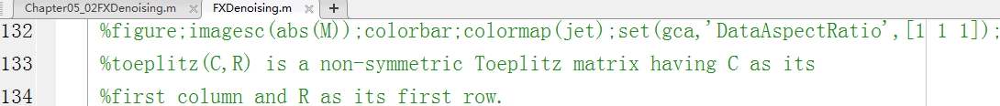 Chapter05_02FXDenoising.m × FXDenoising.m × +
132 %figure;imagesc(abs(M));colorbar;colormap(jet);set(gca,'DataAspectRatio',[1 1 1]);
133 %toeplitz(C,R) is a non-symmetric Toeplitz matrix having C as its
134 %first column and R as its first row.